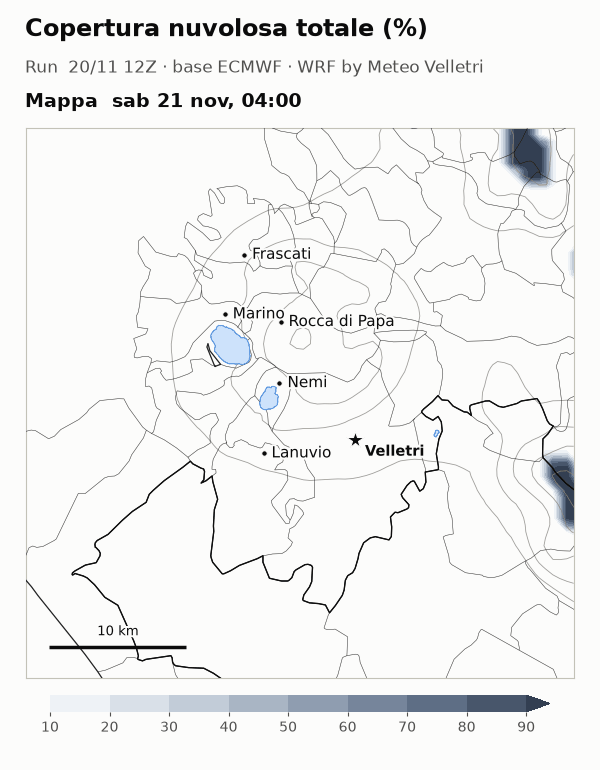 Copertura nuvolosa totale (%)
Run  20/11 12Z · base ECMWF · WRF by Meteo Velletri
Mappa  sab 21 nov, 04:00
Frascati
Marino
Rocca di Papa
Nemi
Velletri
Lanuvio
10 km
10 20 30 40 50 60 70 80 90